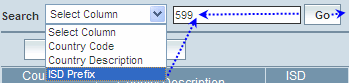 Search Select Column 599 Go
Select Column
Country Code
Country Description
ISD Prefix
Description ISD